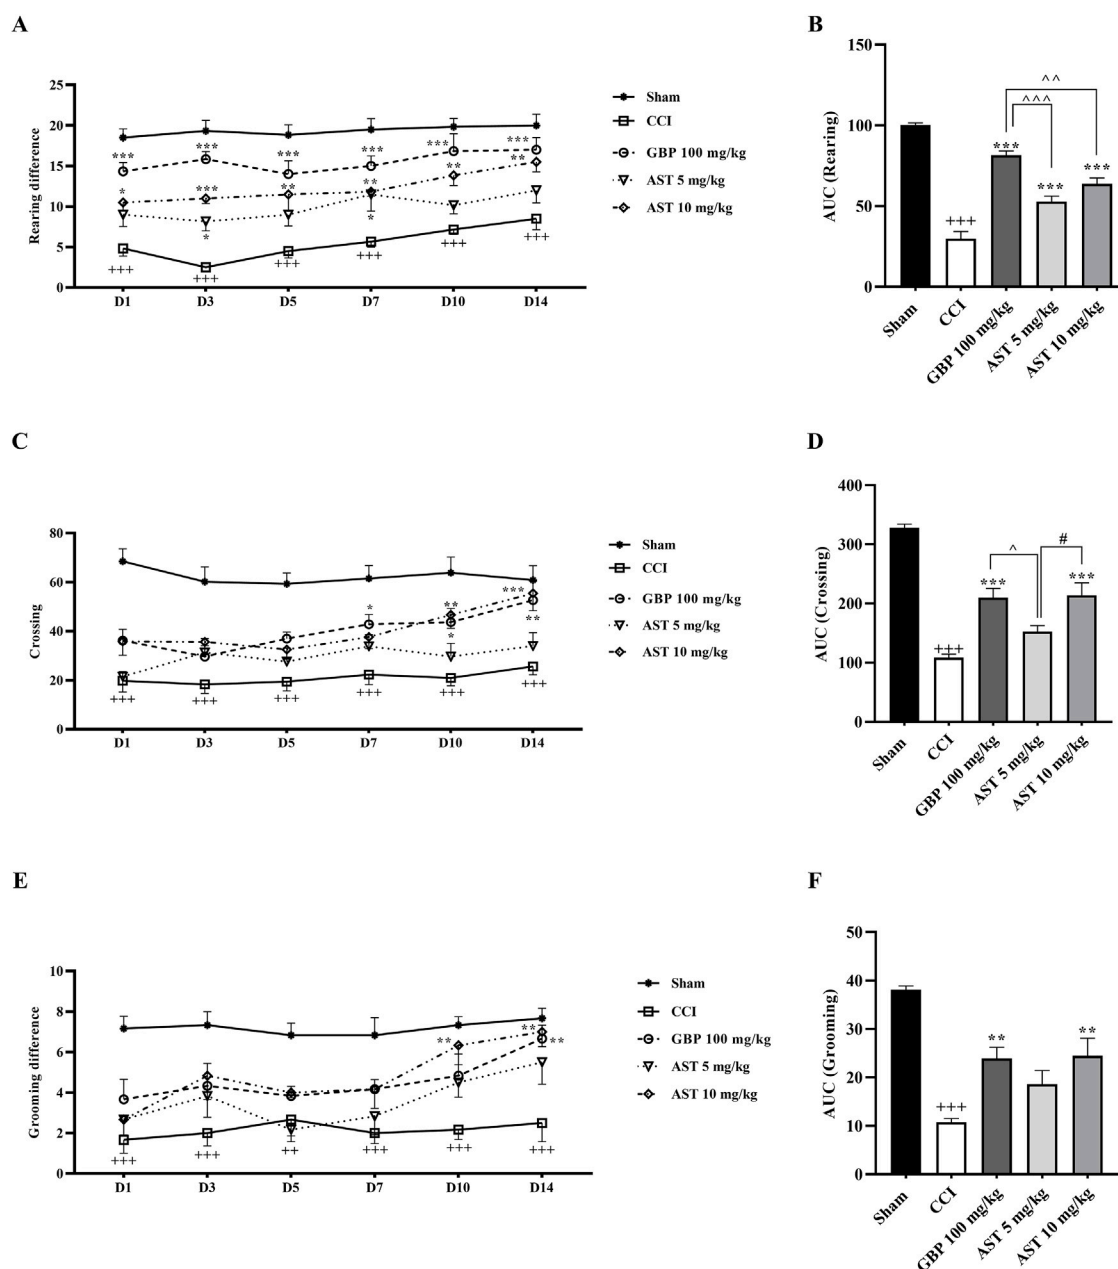 A
B
25
20
15
10
5
0
Rearing difference
D1 D3 D5 D7 D10 D14
*** *** *** *** *** ***
* *** ** ** ** **
* *
+++ +++ +++ +++ +++ +++
Sham
CCI
GBP 100 mg/kg
AST 5 mg/kg
AST 10 mg/kg
150
100
50
0
AUC (Rearing)
^^
^^^
+++ *** *** ***
Sham
CCI
GBP 100 mg/kg
AST 5 mg/kg
AST 10 mg/kg
C
D
80
60
40
20
0
Crossing
D1 D3 D5 D7 D10 D14
* ** ***
* **
+++ +++ +++ +++ +++ +++
Sham
CCI
GBP 100 mg/kg
AST 5 mg/kg
AST 10 mg/kg
400
300
200
100
0
AUC (Crossing)
^ #
+++ *** ***
Sham
CCI
GBP 100 mg/kg
AST 5 mg/kg
AST 10 mg/kg
E
F
10
8
6
4
2
0
Grooming difference
D1 D3 D5 D7 D10 D14
** ** **
+++ +++ ++ +++ +++ +++
Sham
CCI
GBP 100 mg/kg
AST 5 mg/kg
AST 10 mg/kg
50
40
30
20
10
0
AUC (Grooming)
+++ ** **
Sham
CCI
GBP 100 mg/kg
AST 5 mg/kg
AST 10 mg/kg